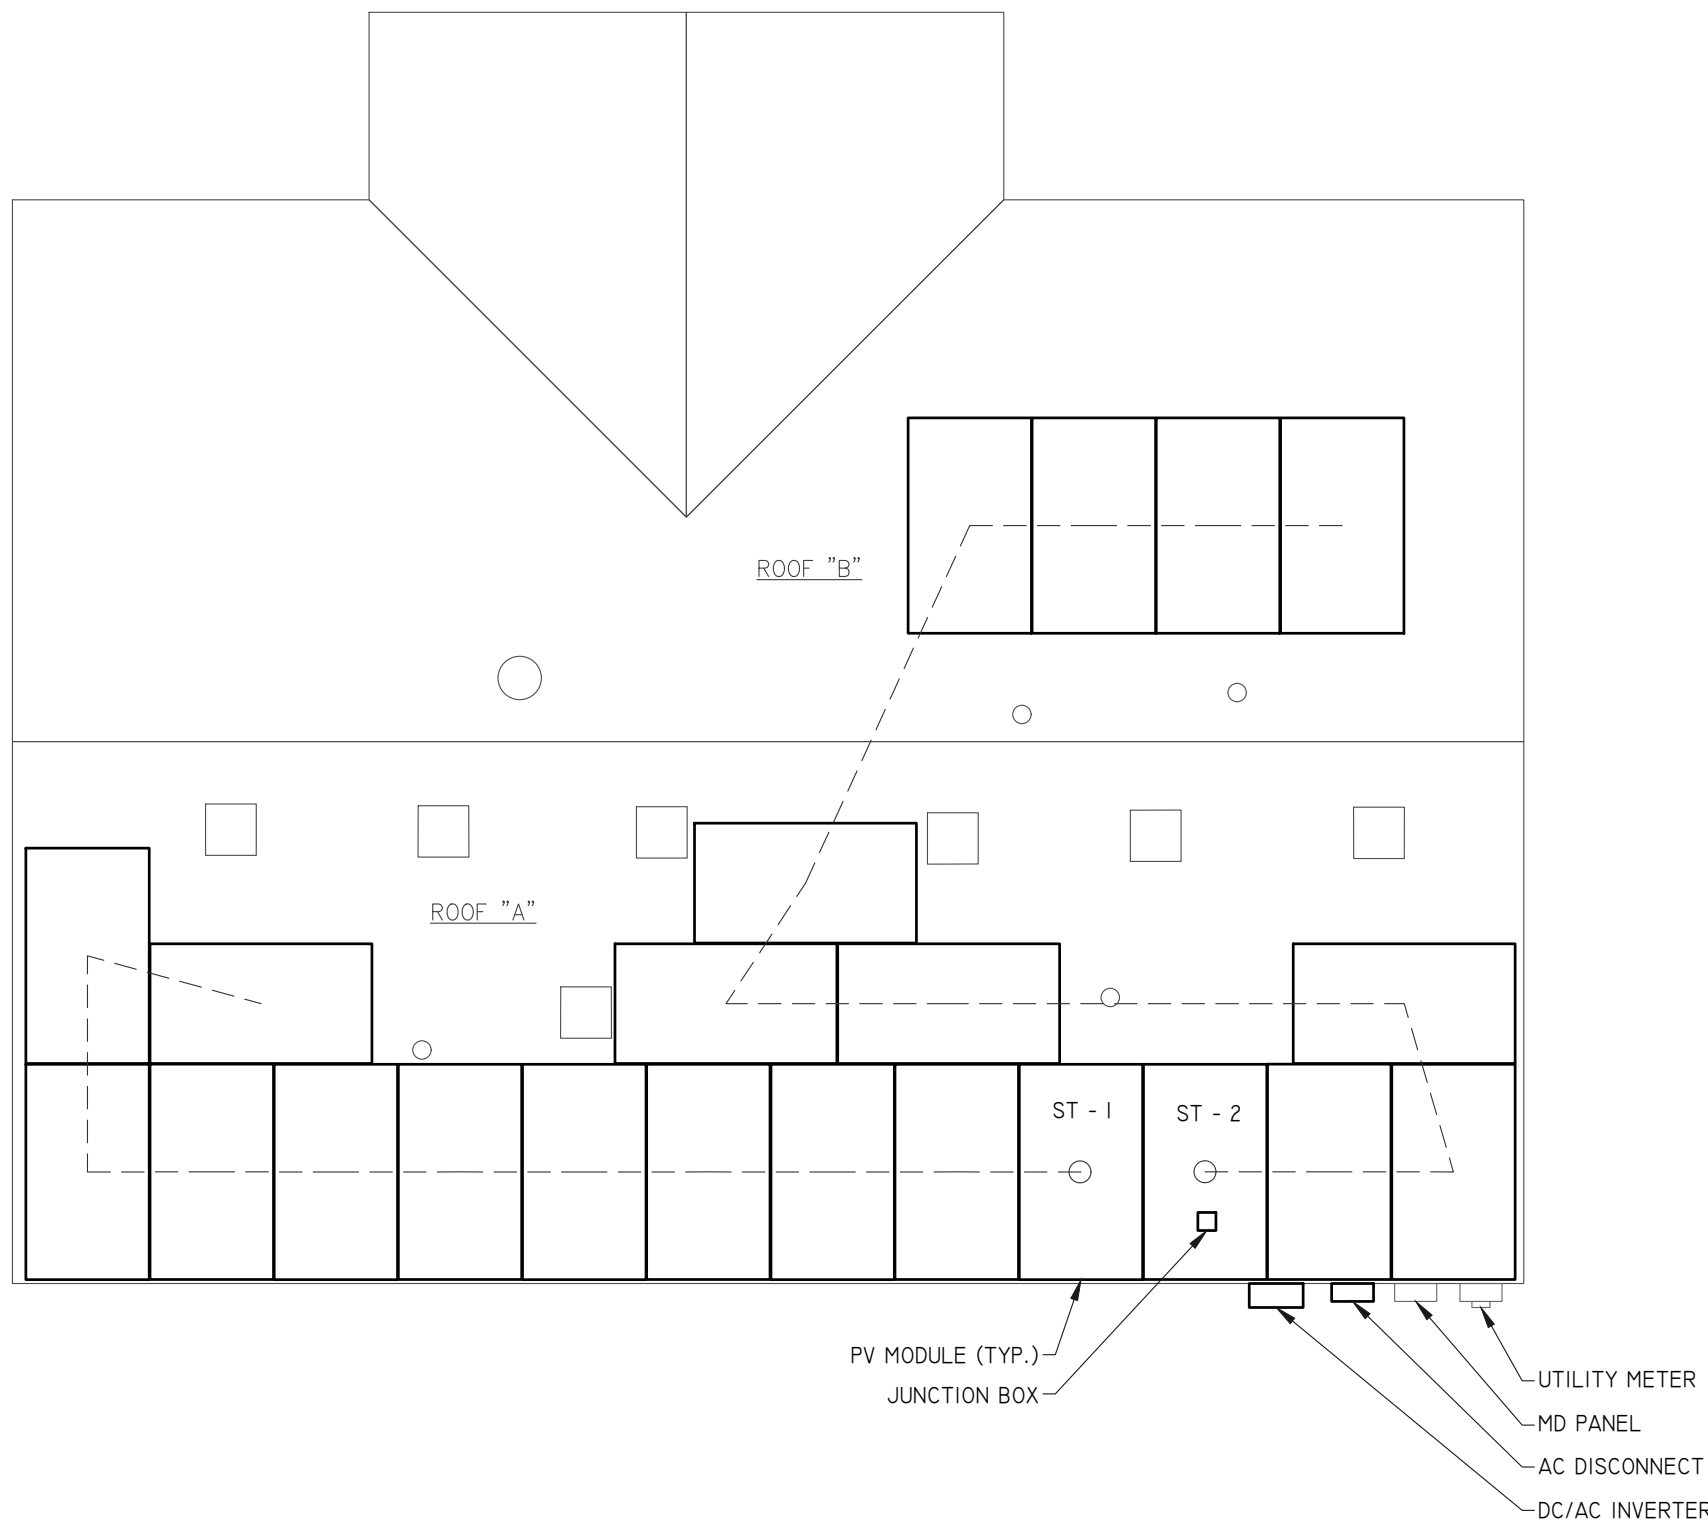 ROOF "B"
ROOF "A"
ST - 1
ST - 2
PV MODULE (TYP.)
JUNCTION BOX
UTILITY METER
MD PANEL
AC DISCONNECT
DC/AC INVERTER